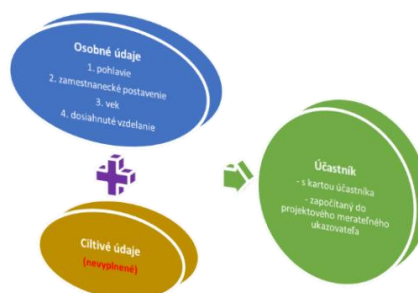 Osobné údaje
1. pohlavie
2. zamestnanecké postavenie
3. vek
4. dosiahnuté vzdelanie
Citlivé údaje
(nevyplnené)
Účastník
- s kartou účastníka
- započítaný do
projektového merateľného
ukazovateľa